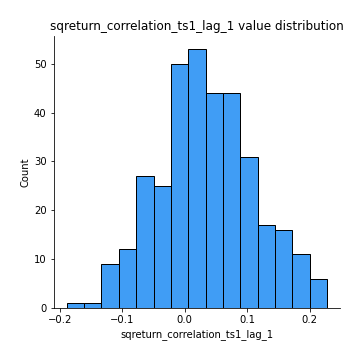 sqreturn_correlation_ts1_lag_1 value distribution
50
40
30
20
10
0
Count
−0.2 −0.1 0.0 0.1 0.2
sqreturn_correlation_ts1_lag_1